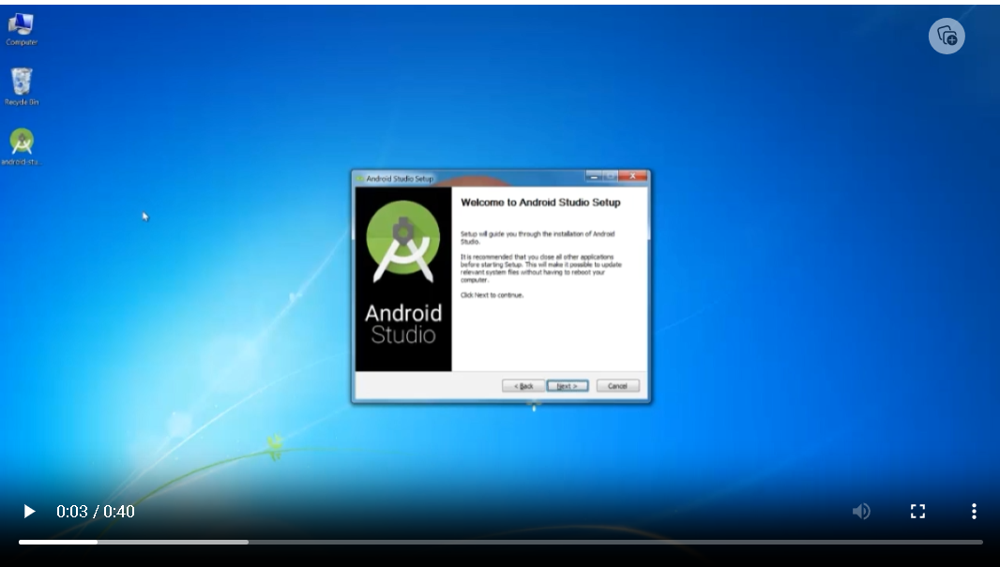 Computer
Recycle Bin
android-stu...
Android Studio Setup
Welcome to Android Studio Setup
Setup will guide you through the installation of Android
Studio.
It is recommended that you close all other applications
before starting Setup. This will make it possible to update
relevant system files without having to reboot your
computer.
Click Next to continue.
Android
Studio
< Back
Next >
Cancel
0:03 / 0:40